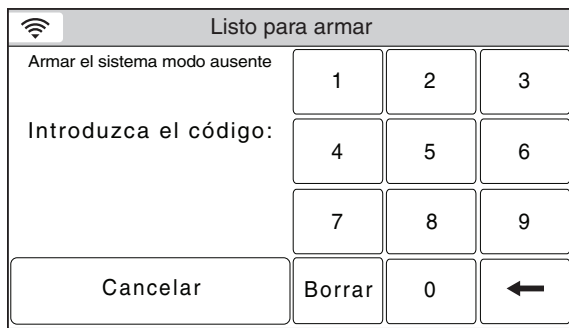 Listo para armar
Armar el sistema modo ausente
Introduzca el código:
1 2 3
4 5 6
7 8 9
Cancelar Borrar 0